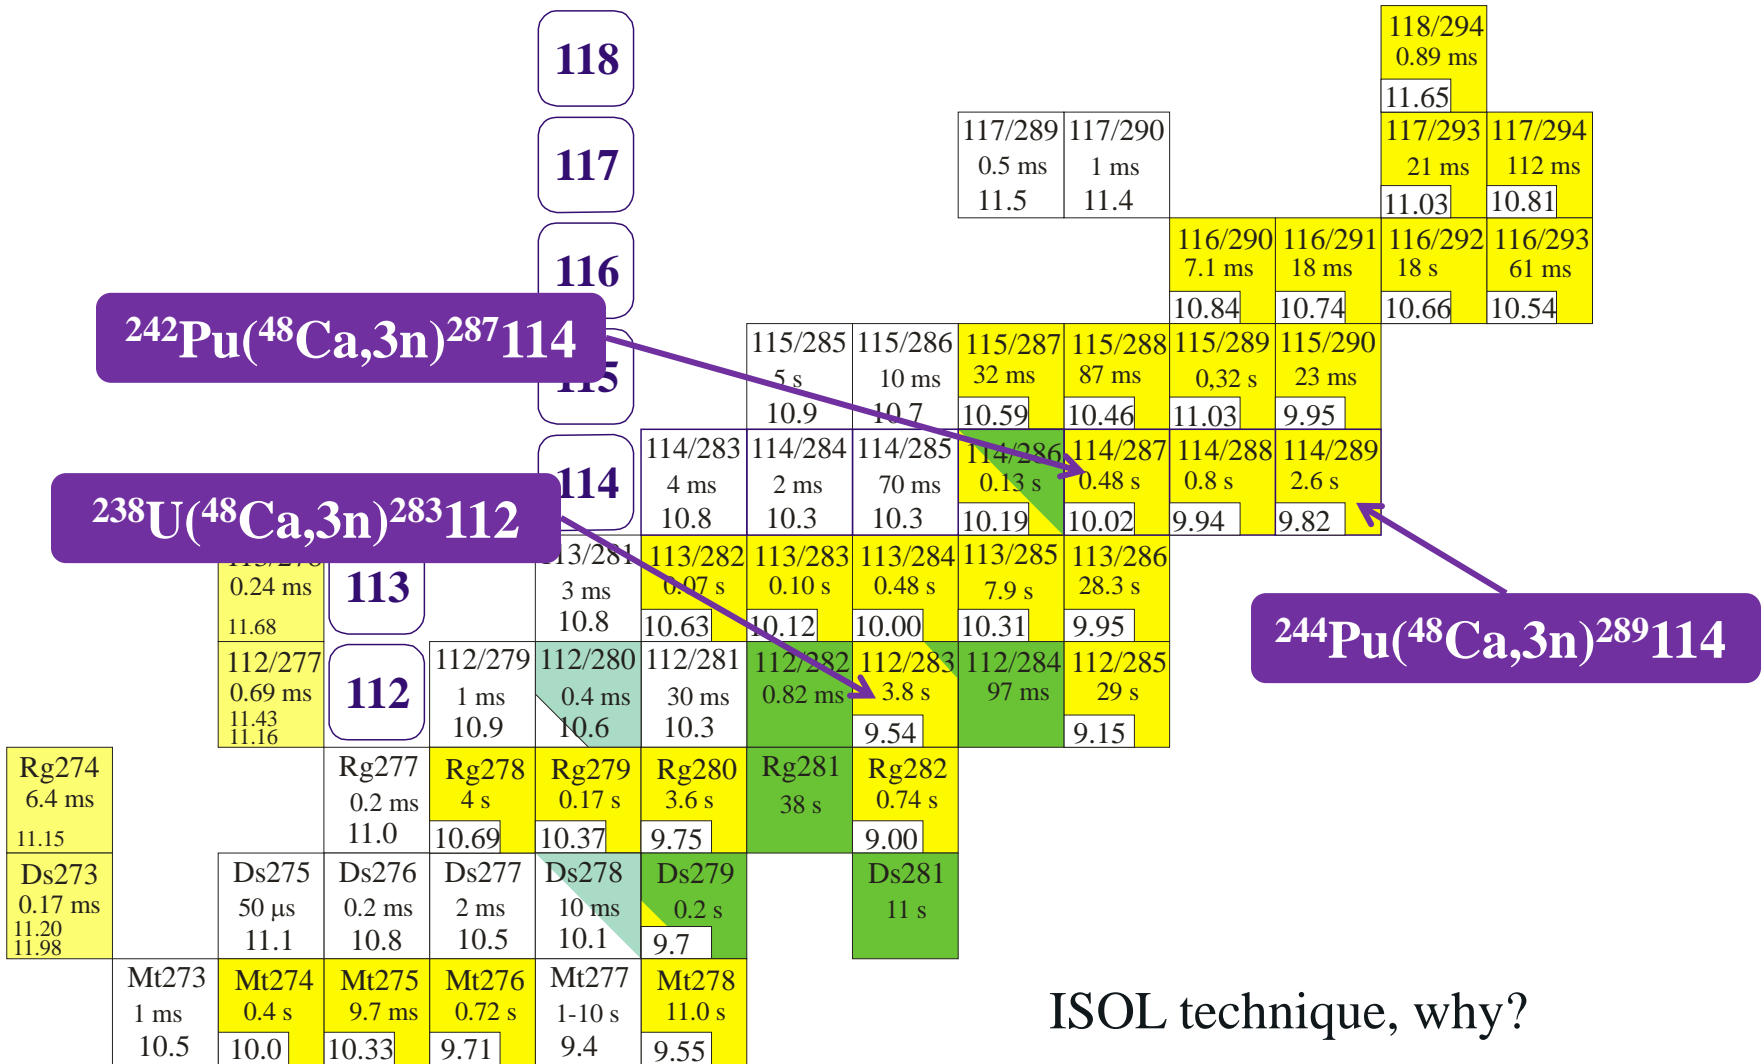 118
118/294
0.89 ms
11.65
117
117/289
0.5 ms
11.5
117/290
1 ms
11.4
117/293
21 ms
11.03
117/294
112 ms
10.81
116
116/290
7.1 ms
10.84
116/291
18 ms
10.74
116/292
18 s
10.66
116/293
61 ms
10.54
²⁴²Pu(⁴⁸Ca,3n)²⁸⁷114
115
115/285
5 s
10.9
115/286
10 ms
10.7
115/287
32 ms
10.59
115/288
87 ms
10.46
115/289
0,32 s
11.03
115/290
23 ms
9.95
²³⁸U(⁴⁸Ca,3n)²⁸³112
114
114/283
4 ms
10.8
114/284
2 ms
10.3
114/285
70 ms
10.3
114/286
0.13 s
10.19
114/287
0.48 s
10.02
114/288
0.8 s
9.94
114/289
2.6 s
9.82
0.24 ms
11.68
113
113/281
3 ms
10.8
113/282
0.07 s
10.63
113/283
0.10 s
10.12
113/284
0.48 s
10.00
113/285
7.9 s
10.31
113/286
28.3 s
9.95
²⁴⁴Pu(⁴⁸Ca,3n)²⁸⁹114
112/277
0.69 ms
11.43
11.16
112
112/279
1 ms
10.9
112/280
0.4 ms
10.6
112/281
30 ms
10.3
112/282
0.82 ms
112/283
3.8 s
9.54
112/284
97 ms
112/285
29 s
9.15
Rg274
6.4 ms
11.15
Rg277
0.2 ms
11.0
Rg278
4 s
10.69
Rg279
0.17 s
10.37
Rg280
3.6 s
9.75
Rg281
38 s
Rg282
0.74 s
9.00
Ds273
0.17 ms
11.20
11.98
Ds275
50 μs
11.1
Ds276
0.2 ms
10.8
Ds277
2 ms
10.5
Ds278
10 ms
10.1
Ds279
0.2 s
9.7
Ds281
11 s
Mt273
1 ms
10.5
Mt274
0.4 s
10.0
Mt275
9.7 ms
10.33
Mt276
0.72 s
9.71
Mt277
1-10 s
9.4
Mt278
11.0 s
9.55
ISOL technique, why?